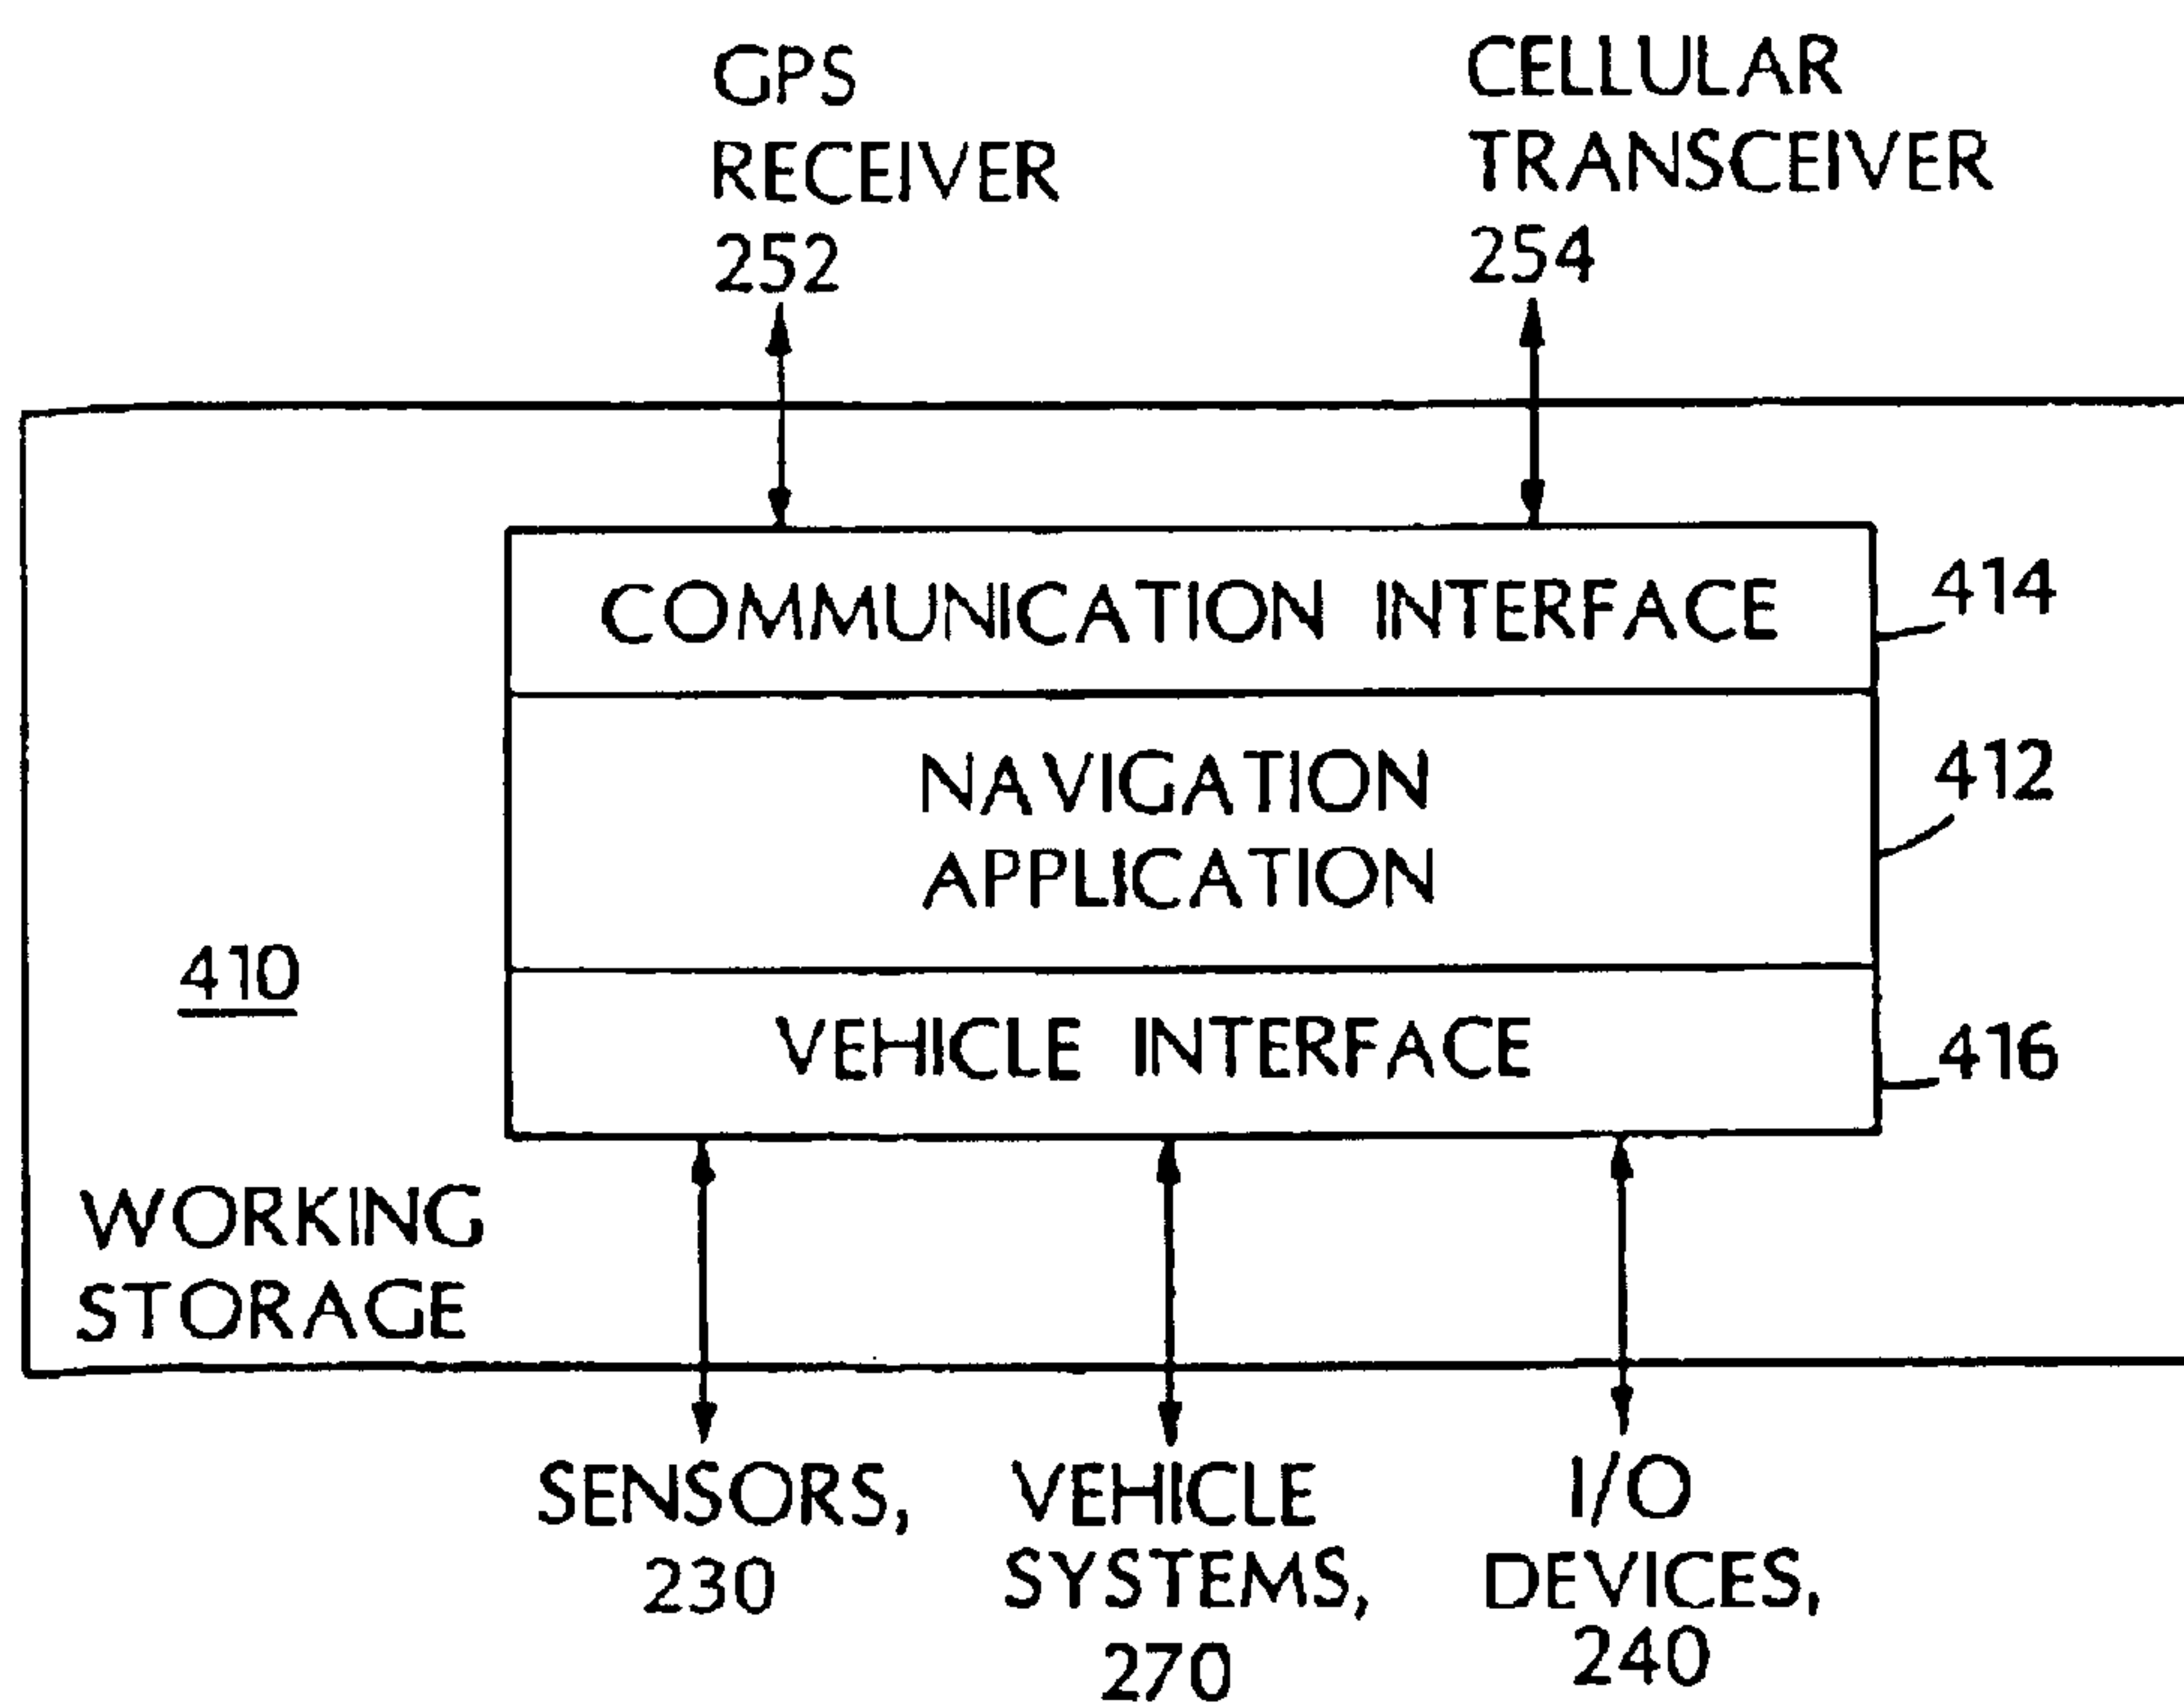 GPS
RECEIVER
252
CELLULAR
TRANSCEIVER
254
COMMUNICATION INTERFACE
414
NAVIGATION
APPLICATION
412
410
VEHICLE INTERFACE
416
WORKING
STORAGE
SENSORS,
230
VEHICLE
SYSTEMS,
270
I/O
DEVICES,
240